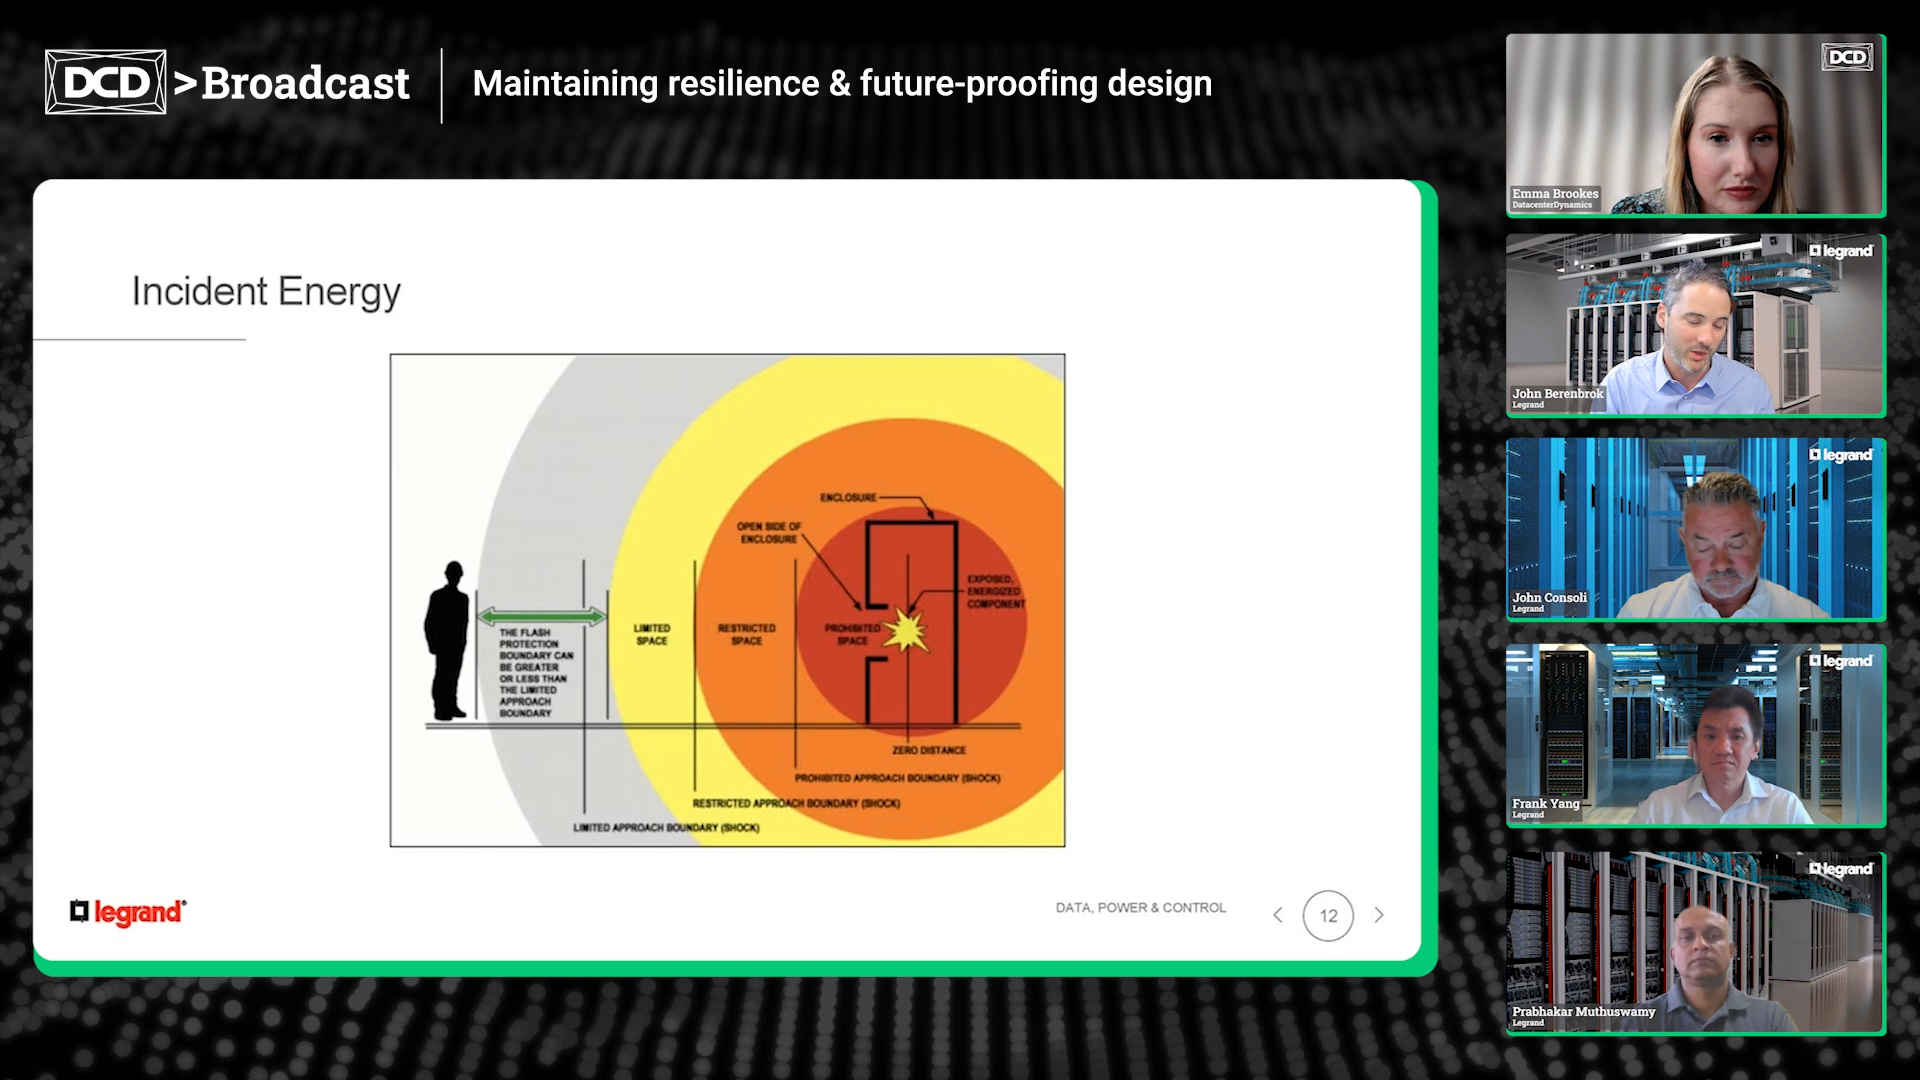 DCD >Broadcast
Maintaining resilience & future-proofing design
Incident Energy
ENCLOSURE
OPEN SIDE OF
ENCLOSURE
EXPOSED,
ENERGIZED
COMPONENT
THE FLASH
PROTECTION
BOUNDARY CAN
BE GREATER
OR LESS THAN
THE LIMITED
APPROACH
BOUNDARY
LIMITED
SPACE
RESTRICTED
SPACE
PROHIBITED
SPACE
ZERO DISTANCE
PROHIBITED APPROACH BOUNDARY (SHOCK)
RESTRICTED APPROACH BOUNDARY (SHOCK)
LIMITED APPROACH BOUNDARY (SHOCK)
legrand®
DATA, POWER & CONTROL
12
DCD
Emma Brookes
DatacenterDynamics
legrand
John Berenbrok
Legrand
legrand
John Consoli
Legrand
legrand
Frank Yang
Legrand
legrand
Prabhakar Muthuswamy
Legrand